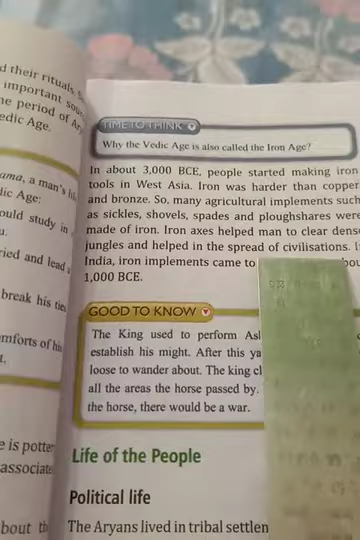 d their rituals.
important
he period of
edic Age.
ama, a man's
dic Age:
ould study in
u.
ried and lead
break his ties
mforts of his
t.
e is potter
associate
bout th
TIME TO THINK
Why the Vedic Age is also called the Iron Age?
In about 3,000 BCE, people started making iron
tools in West Asia. Iron was harder than copper
and bronze. So, many agricultural implements such
as sickles, shovels, spades and ploughshares were
made of iron. Iron axes helped man to clear dense
jungles and helped in the spread of civilisations. I
India, iron implements came to
1,000 BCE.
GOOD TO KNOW
The King used to perform
establish his might. After this ya
loose to wander about. The king
all the areas the horse passed by.
the horse, there would be a war.
Life of the People
Political life
The Aryans lived in tribal settlen